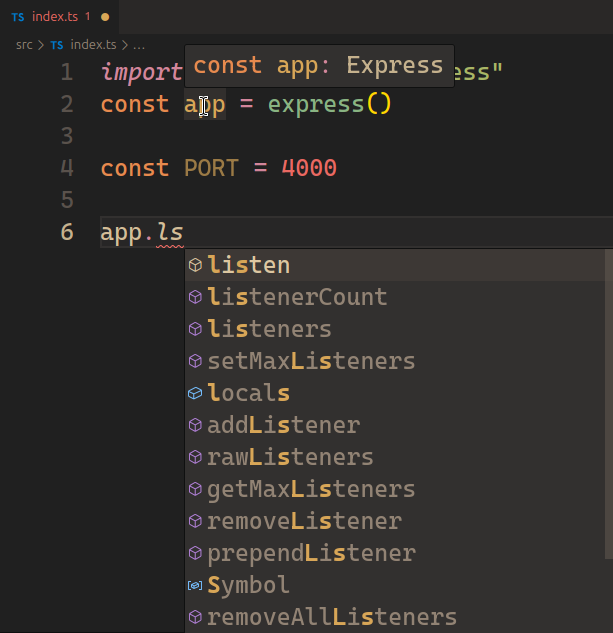 TS index.ts 1 ●
src > TS index.ts > ...
const app: Express
1 import ess"
2 const app = express()
3
4 const PORT = 4000
5
6 app.ls
listen
listenerCount
listeners
setMaxListeners
locals
addListener
rawListeners
getMaxListeners
removeListener
prependListener
Symbol
removeAllListeners